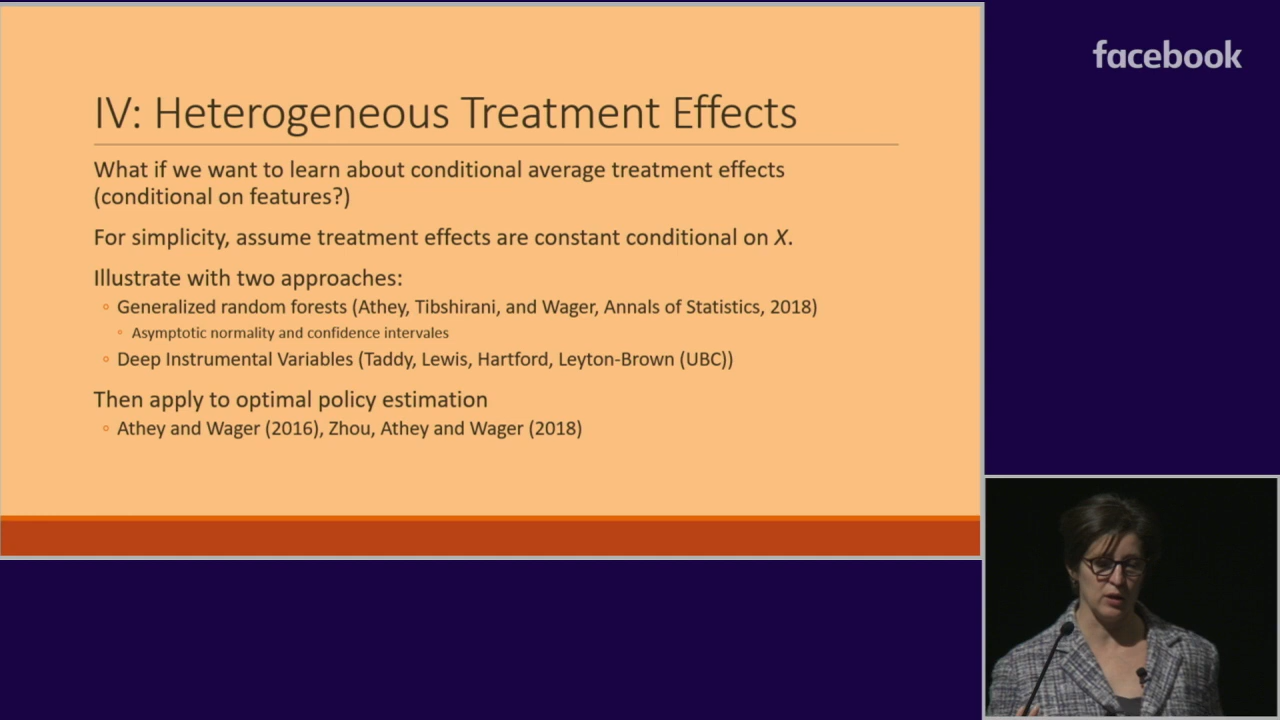 facebook
IV: Heterogeneous Treatment Effects
What if we want to learn about conditional average treatment effects
(conditional on features?)
For simplicity, assume treatment effects are constant conditional on X.
Illustrate with two approaches:
◦ Generalized random forests (Athey, Tibshirani, and Wager, Annals of Statistics, 2018)
◦ Asymptotic normality and confidence intervales
◦ Deep Instrumental Variables (Taddy, Lewis, Hartford, Leyton-Brown (UBC))
Then apply to optimal policy estimation
◦ Athey and Wager (2016), Zhou, Athey and Wager (2018)